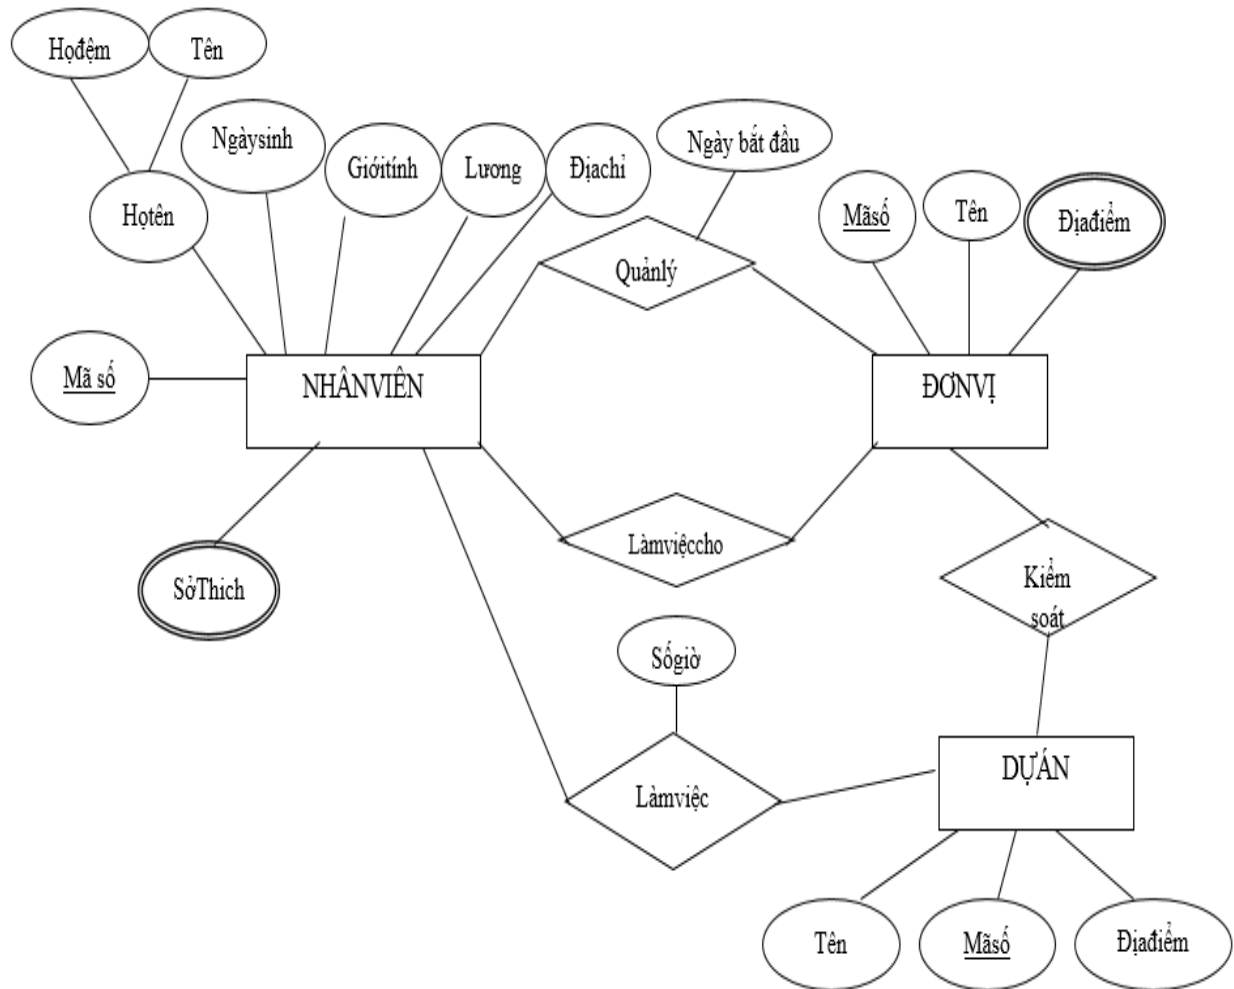 Họđệm
Tên
Ngàysinh
Giớitính
Lương
Địachỉ
Ngày bắt đầu
Họtên
Mãsố
Tên
Địađiểm
Quảnlý
Mã số
NHÂNVIÊN
ĐƠNVỊ
Làmviệccho
SởThich
Kiểm
soát
Sốgiờ
Làmviệc
DỰÁN
Tên
Mãsố
Địađiểm